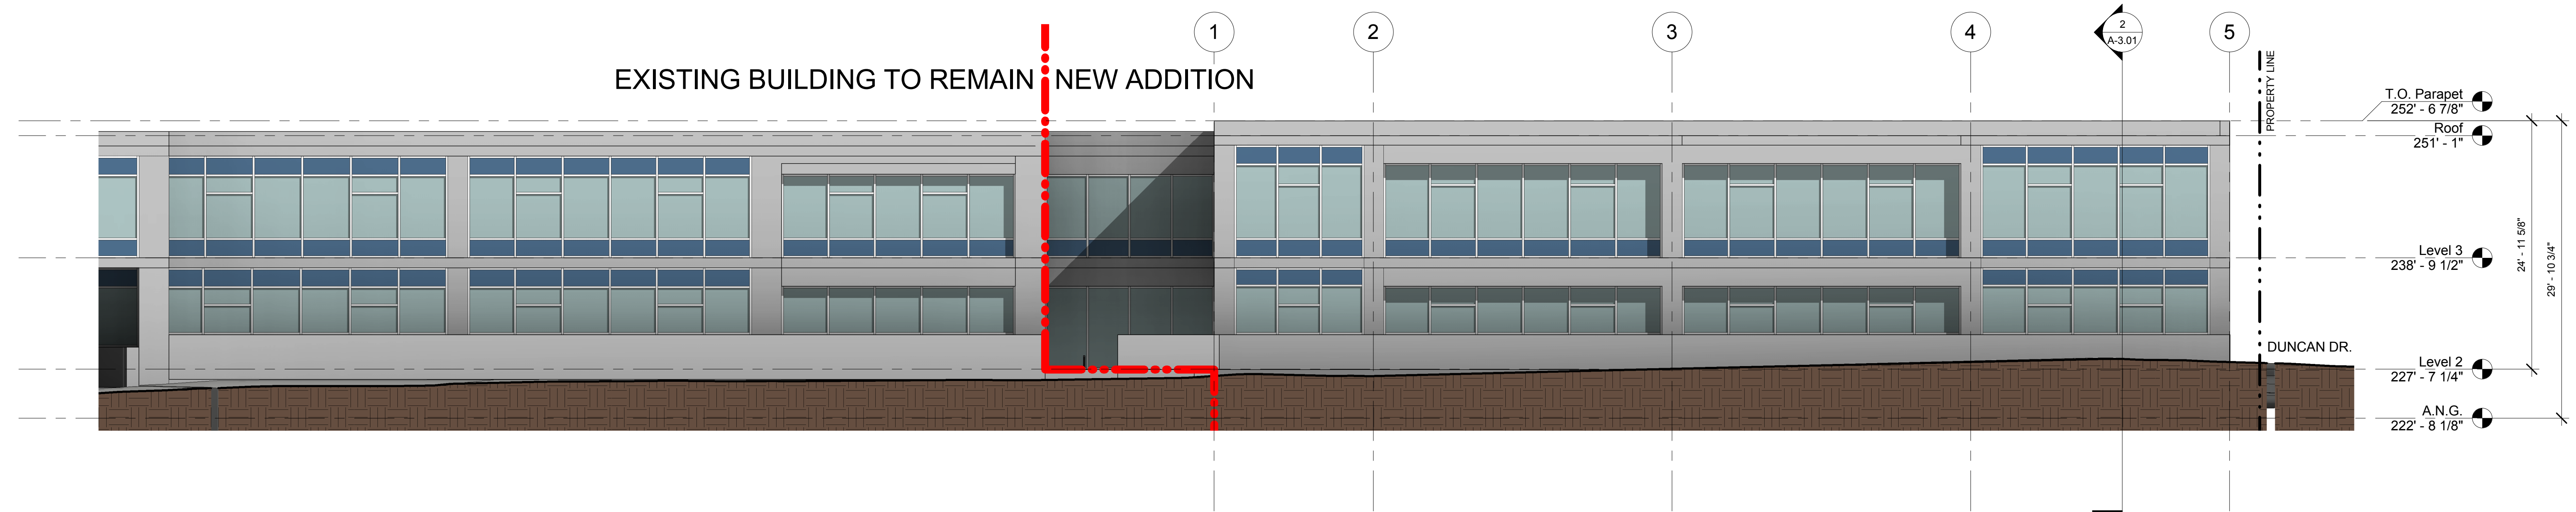 1
2
3
4
2
A-3.01
5
EXISTING BUILDING TO REMAIN
NEW ADDITION
PROPERTY LINE
T.O. Parapet
252' - 6 7/8"
Roof
251' - 1"
Level 3
238' - 9 1/2"
24' - 11 5/8"
29' - 10 3/4"
DUNCAN DR.
Level 2
227' - 7 1/4"
A.N.G.
222' - 8 1/8"